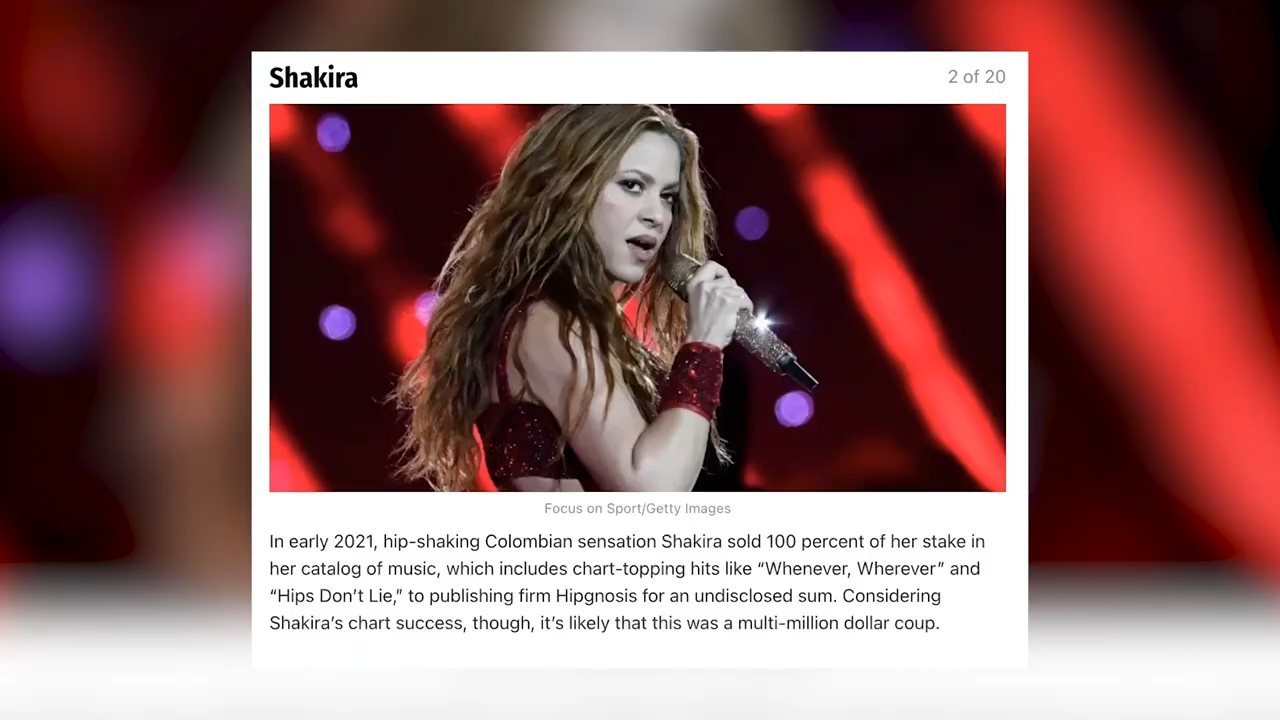 Shakira
2 of 20
Focus on Sport/Getty Images
In early 2021, hip-shaking Colombian sensation Shakira sold 100 percent of her stake in
her catalog of music, which includes chart-topping hits like “Whenever, Wherever” and
“Hips Don’t Lie,” to publishing firm Hipgnosis for an undisclosed sum. Considering
Shakira’s chart success, though, it’s likely that this was a multi-million dollar coup.